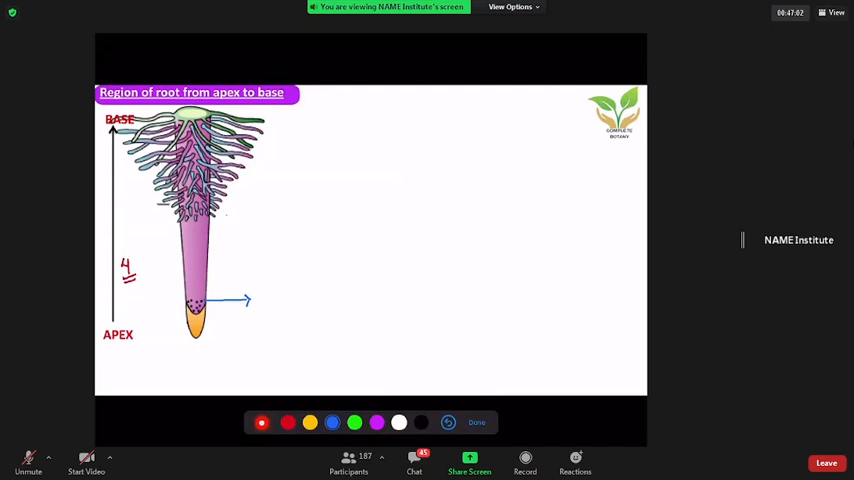 You are viewing NAME Institute's screen
View Options
00:47:02
View
Region of root from apex to base
BASE
COMPLETE
BOTANY
NAME Institute
4
APEX
Done
Unmute
Start Video
187
Participants
45
Chat
Share Screen
Record
Reactions
Leave